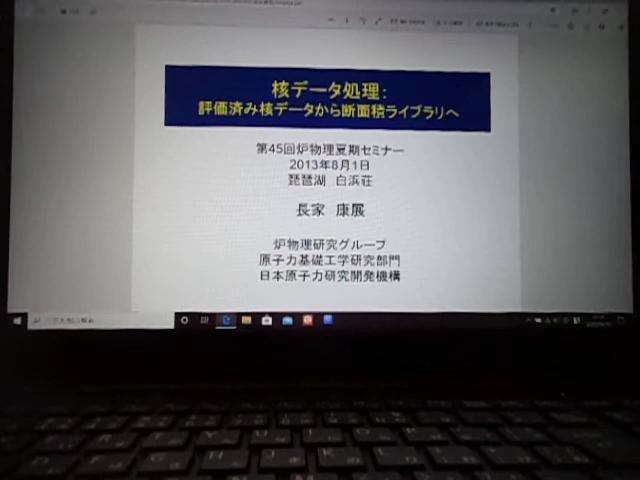 核データ処理:
評価済み核データから断面積ライブラリへ
第45回炉物理夏期セミナー
2013年8月1日
琵琶湖 白浜荘
長家 康展
炉物理研究グループ
原子力基礎工学研究部門
日本原子力研究開発機構